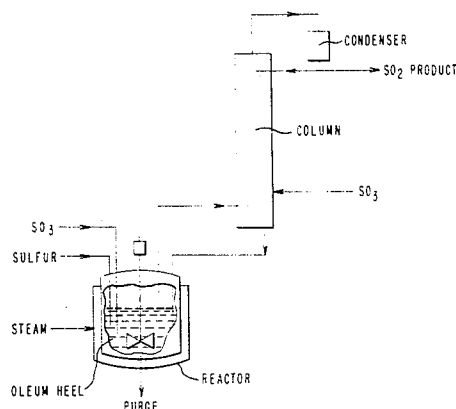 CONDENSER
SO2 PRODUCT
COLUMN
SO3
SO3
SULFUR
STEAM
OLEUM HEEL
REACTOR
PURGE